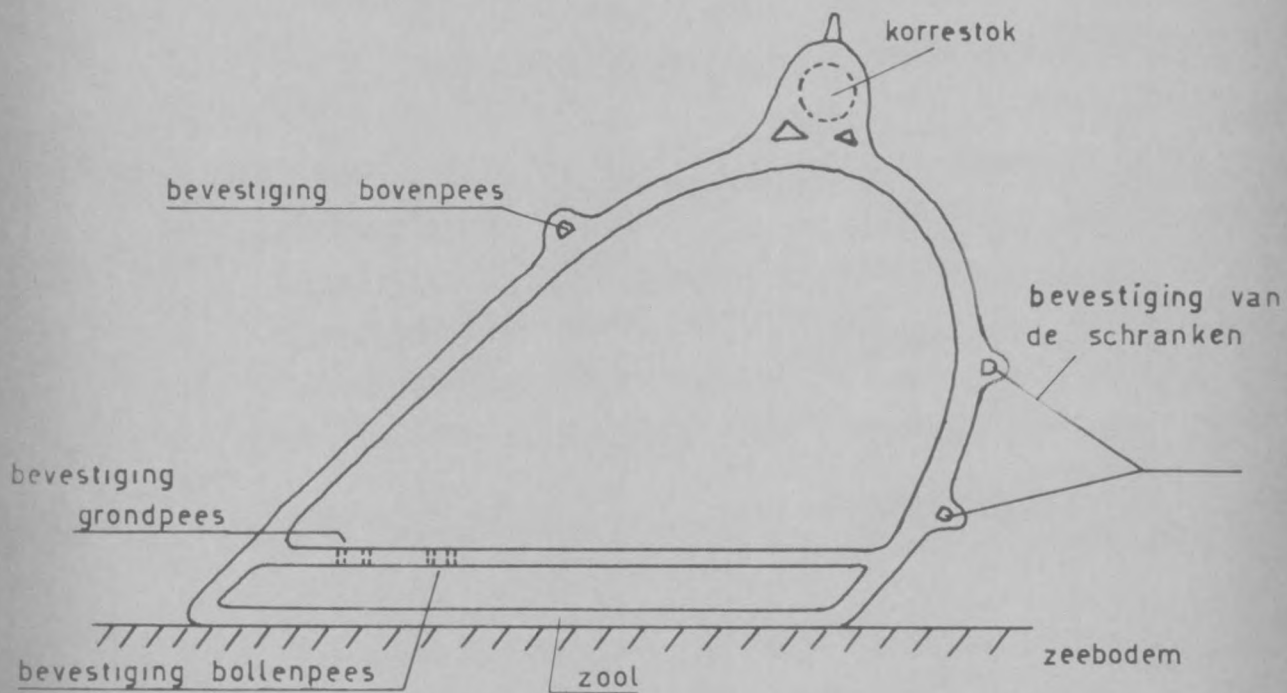 korrestok
bevestiging bovenpees
bevestiging van
de schranken
bevestiging
grondpees
bevestiging bollenpees
zool
zeebodem